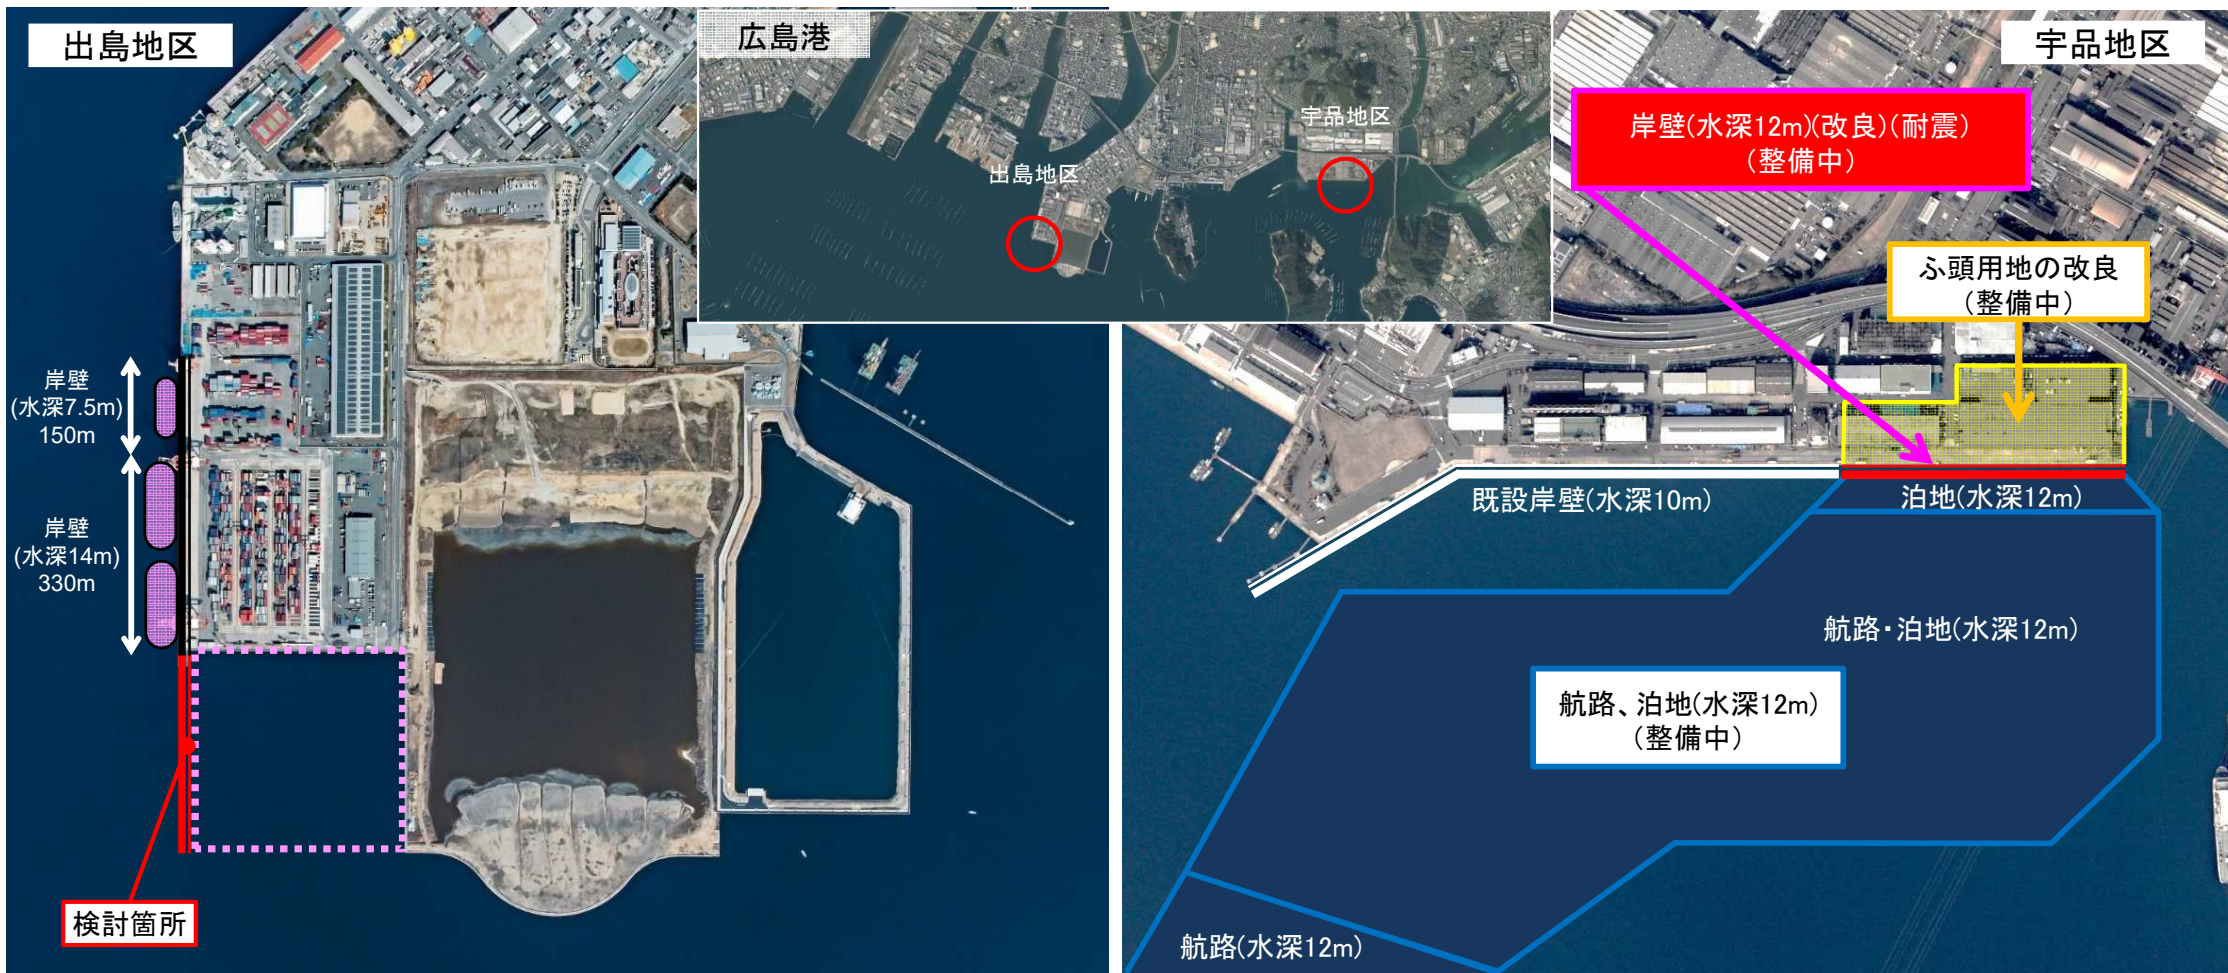 出島地区
岸壁
(水深7.5m)
150m
岸壁
(水深14m)
330m
検討箇所
広島港
出島地区
宇品地区
宇品地区
岸壁(水深12m)(改良)(耐震)
(整備中)
ふ頭用地の改良
(整備中)
既設岸壁(水深10m)
泊地(水深12m)
航路・泊地(水深12m)
航路、泊地(水深12m)
(整備中)
航路(水深12m)